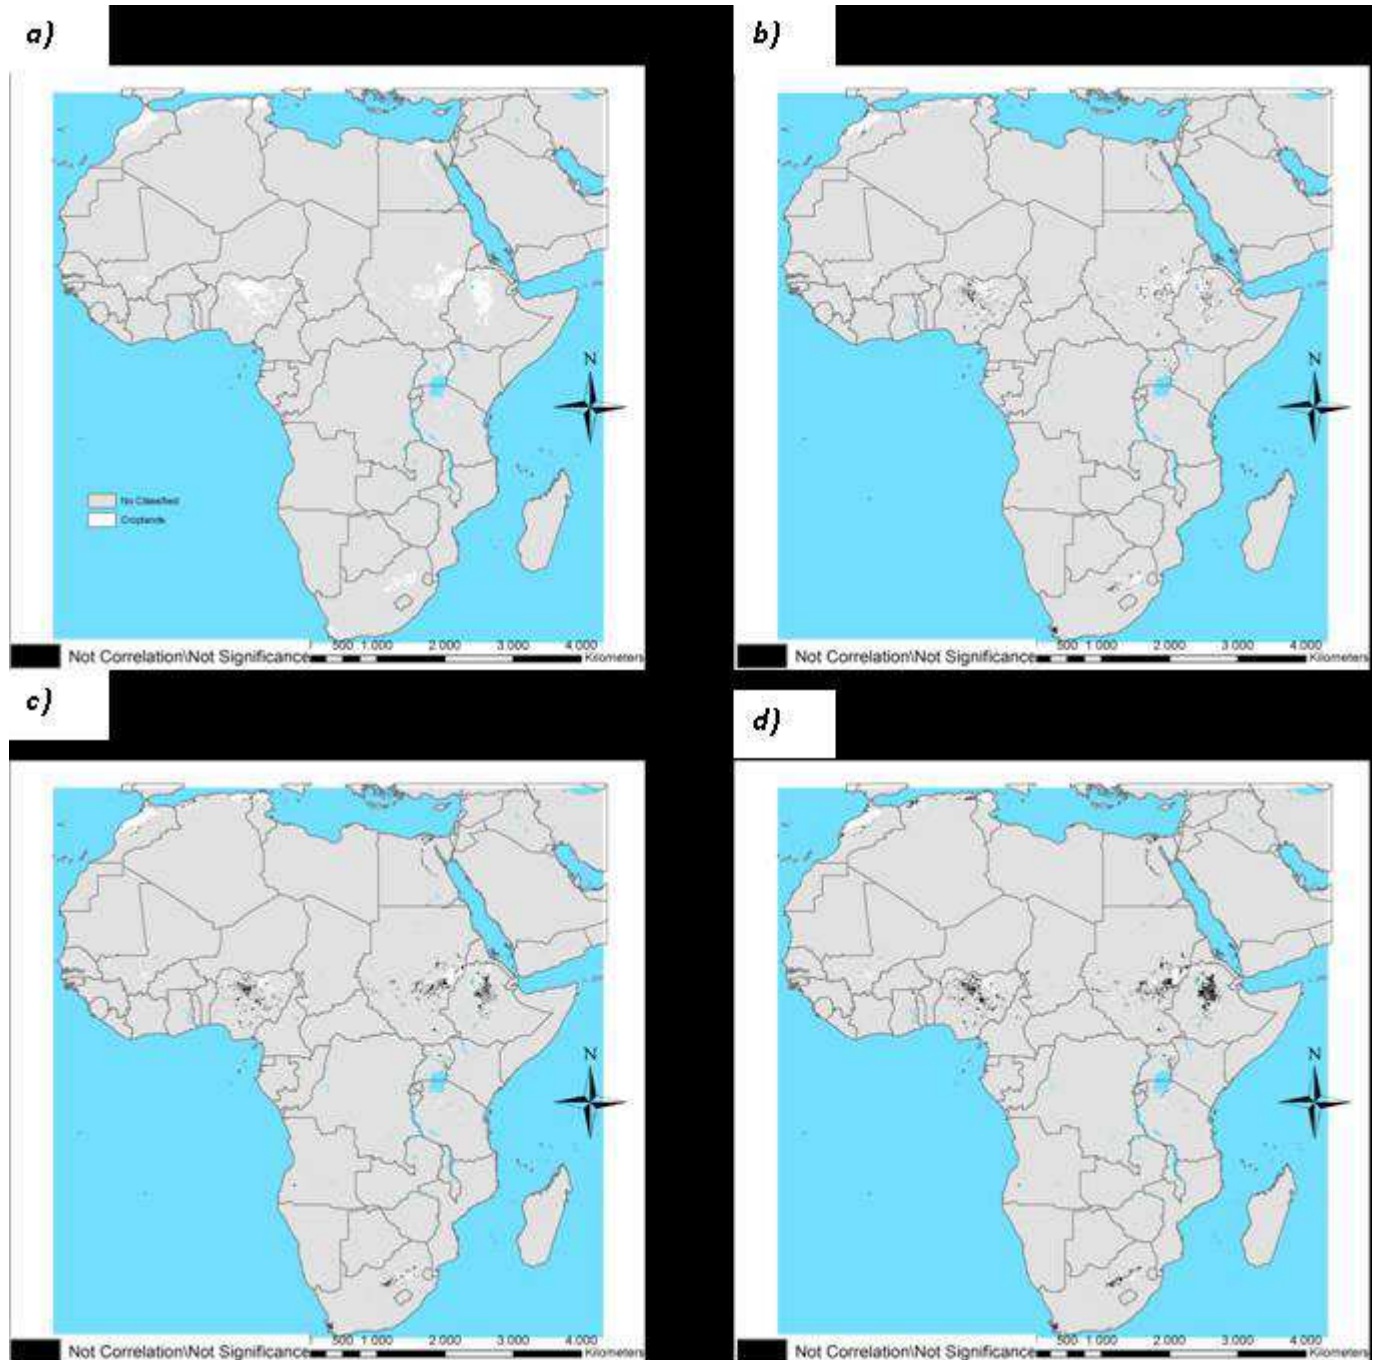 a)
b)
N
N
No Classified
Croplands
500 1 000 2 000 3 000 4 000
Not Correlation\Not Significance
Kilometers
500 1 000 2 000 3 000 4 000
Not Correlation\Not Significance
Kilometers
c)
d)
N
N
500 1 000 2 000 3 000 4 000
Not Correlation\Not Significance
Kilometers
500 1 000 2 000 3 000 4 000
Not Correlation\Not Significance
Kilometers